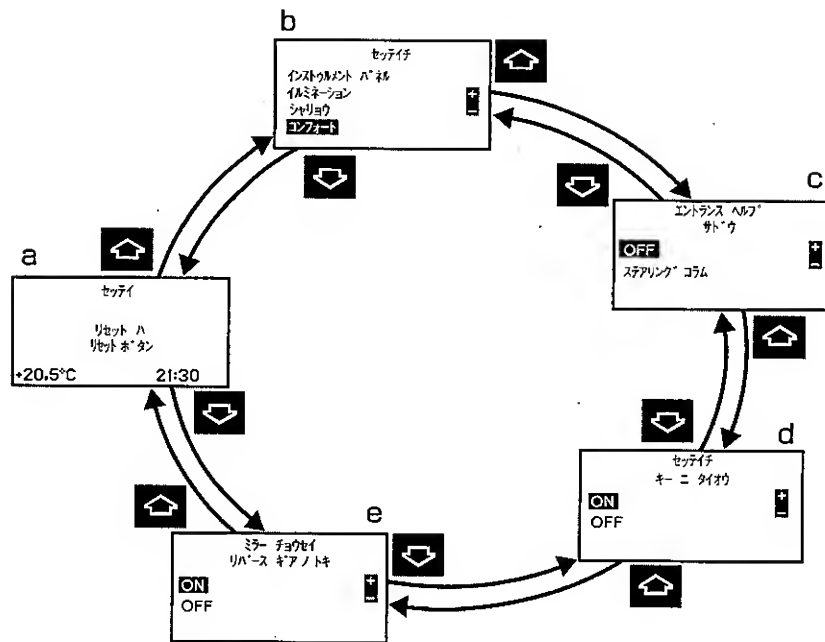 b
セッテイチ
インストゥルメント パネル
イルミネーション
シャリョウ
コンフォート
+
−
c
エントランス ヘルプ
サドウ
OFF
ステアリング コラム
+
−
a
セッテイ
リセット ハ
リセット ボタン
+20,5°C 21:30
d
セッテイチ
キー ニ タイオウ
ON
OFF
+
−
e
ミラー チョウセイ
リバース ギアノトキ
ON
OFF
+
−